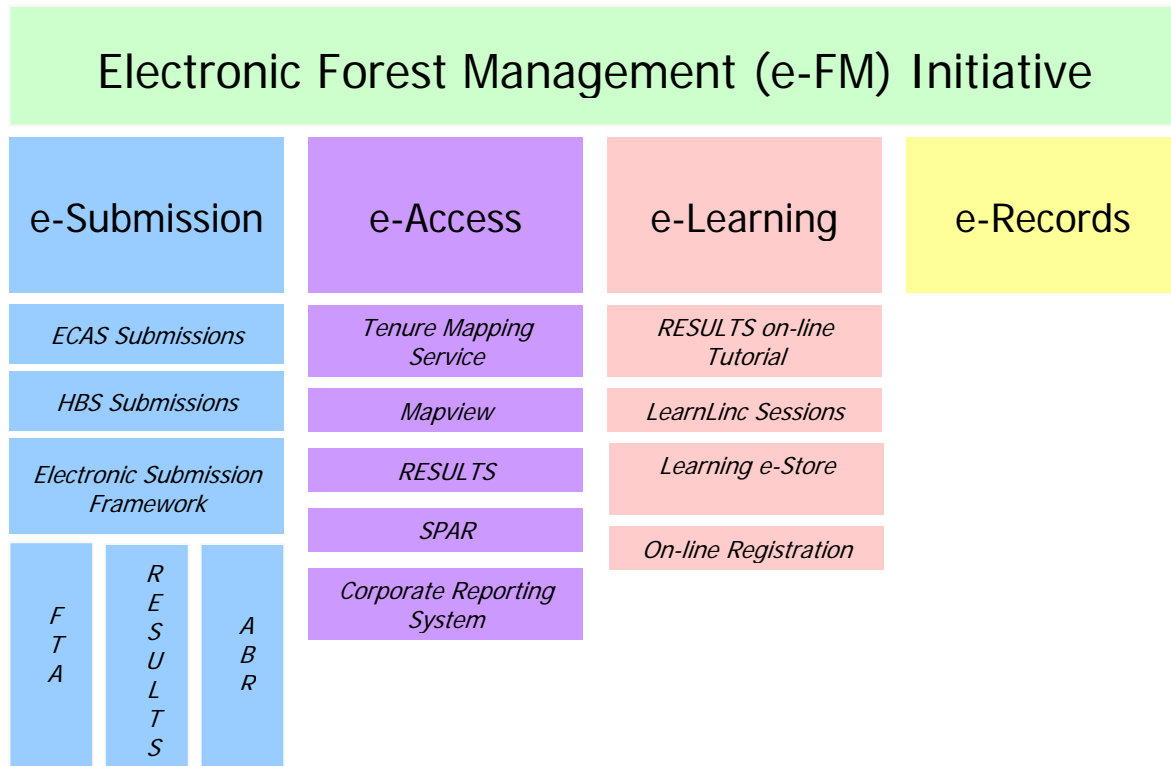 Electronic Forest Management (e-FM) Initiative
e-Submission
e-Access
e-Learning
e-Records
ECAS Submissions
HBS Submissions
Electronic Submission
Framework
FTA
RESULTS
ABR
Tenure Mapping
Service
Mapview
RESULTS
SPAR
Corporate Reporting
System
RESULTS on-line
Tutorial
LearnLinc Sessions
Learning e-Store
On-line Registration